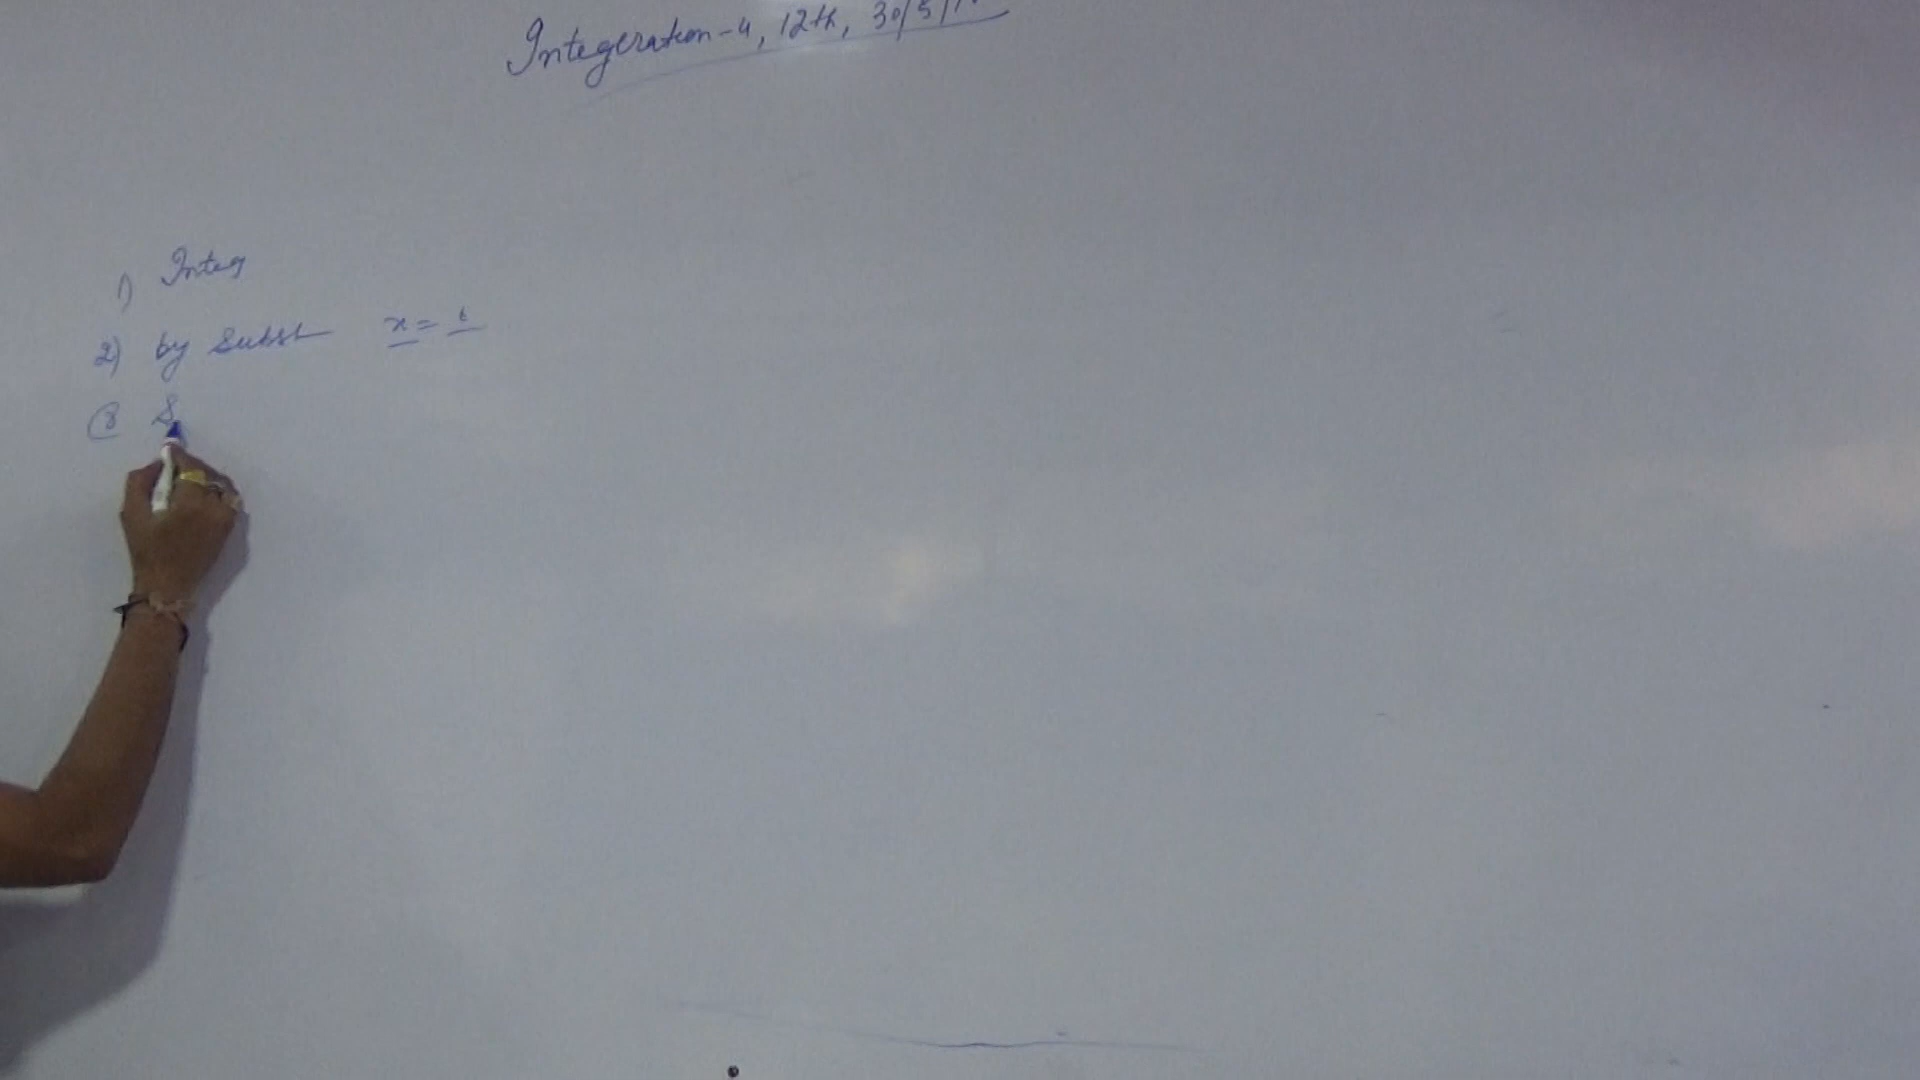 Integeration-4, 12th, 30/5/1
1) Integ
2) by Subst x = t
(3 S